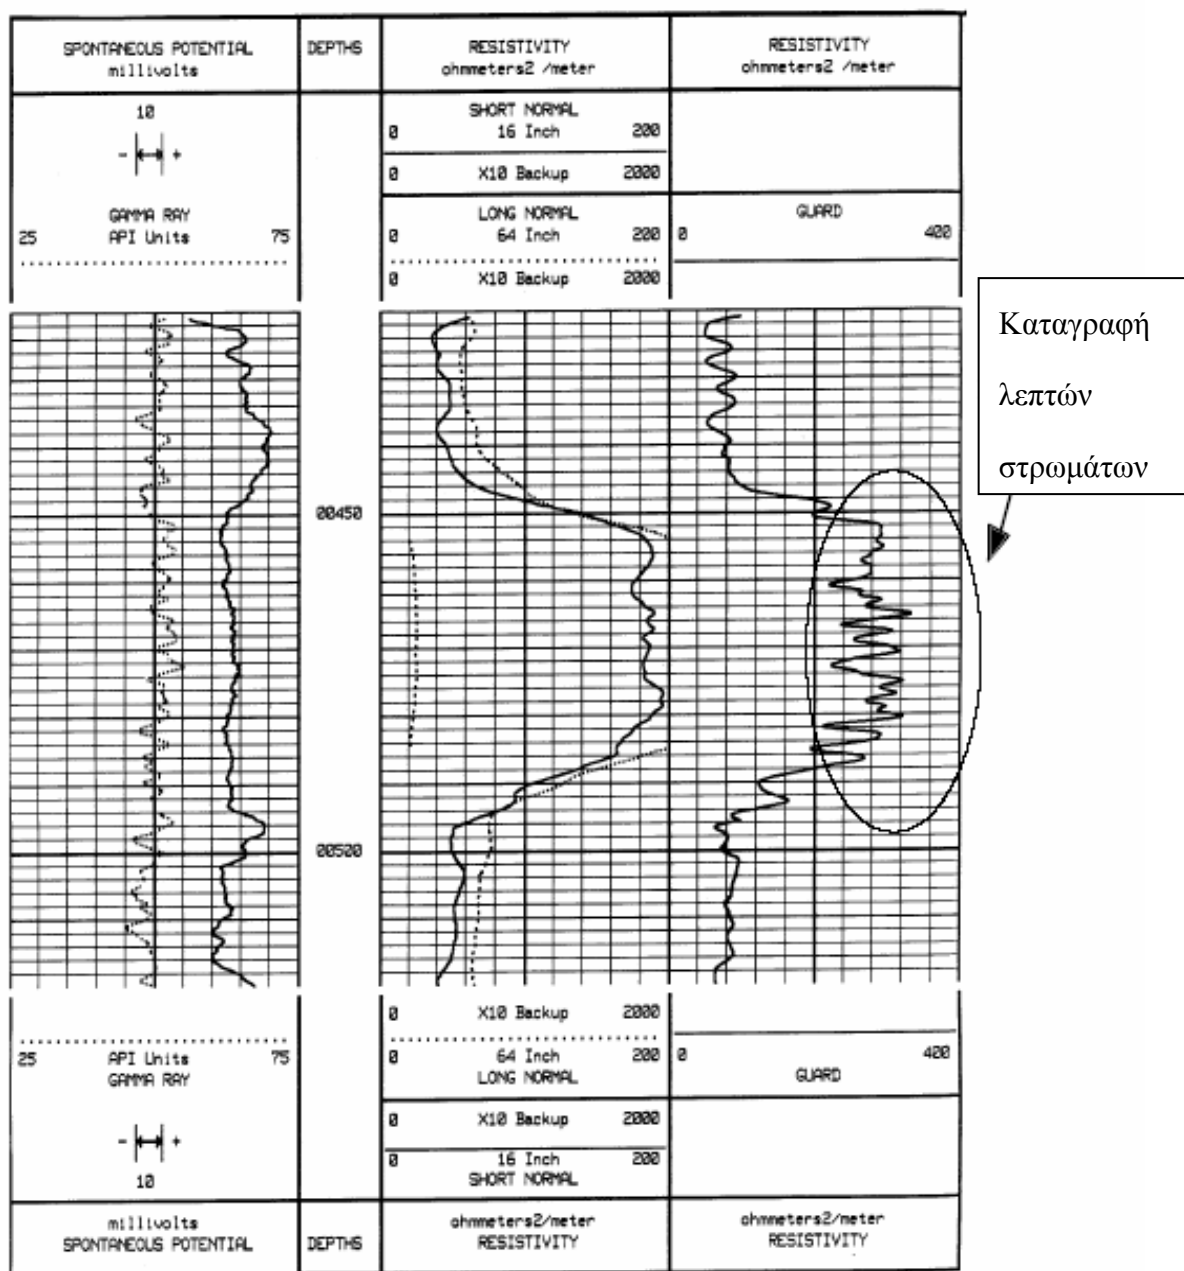 SPONTANEOUS POTENTIAL
millivolts
DEPTHS
RESISTIVITY
ohmmeters2 /meter
RESISTIVITY
ohmmeters2 /meter
10
- +
GAMMA RAY
25 API Units 75
SHORT NORMAL
0 16 Inch 200
0 X10 Backup 2000
LONG NORMAL
0 64 Inch 200
0 X10 Backup 2000
GUARD
0 400
Καταγραφή
λεπτών
στρωμάτων
00450
00500
25 API Units 75
GAMMA RAY
- +
10
millivolts
SPONTANEOUS POTENTIAL
DEPTHS
0 X10 Backup 2000
0 64 Inch 200
LONG NORMAL
0 X10 Backup 2000
0 16 Inch 200
SHORT NORMAL
ohmmeters2/meter
RESISTIVITY
0 400
GUARD
ohmmeters2/meter
RESISTIVITY